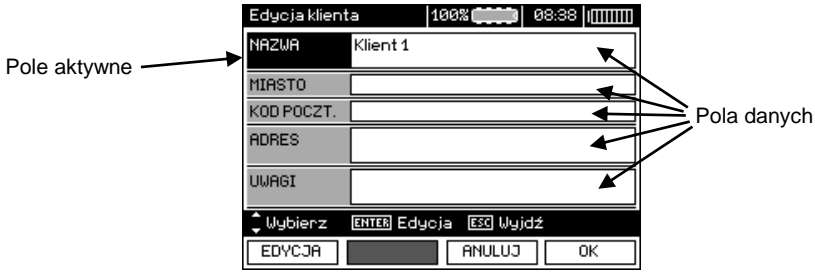 Edycja klienta 100% 08:38
NAZWA Klient 1
Pole aktywne
MIASTO
KOD POCZT.
Pola danych
ADRES
UWAGI
Wybierz ENTER Edycja ESC Wyjdź
EDYCJA ANULUJ OK